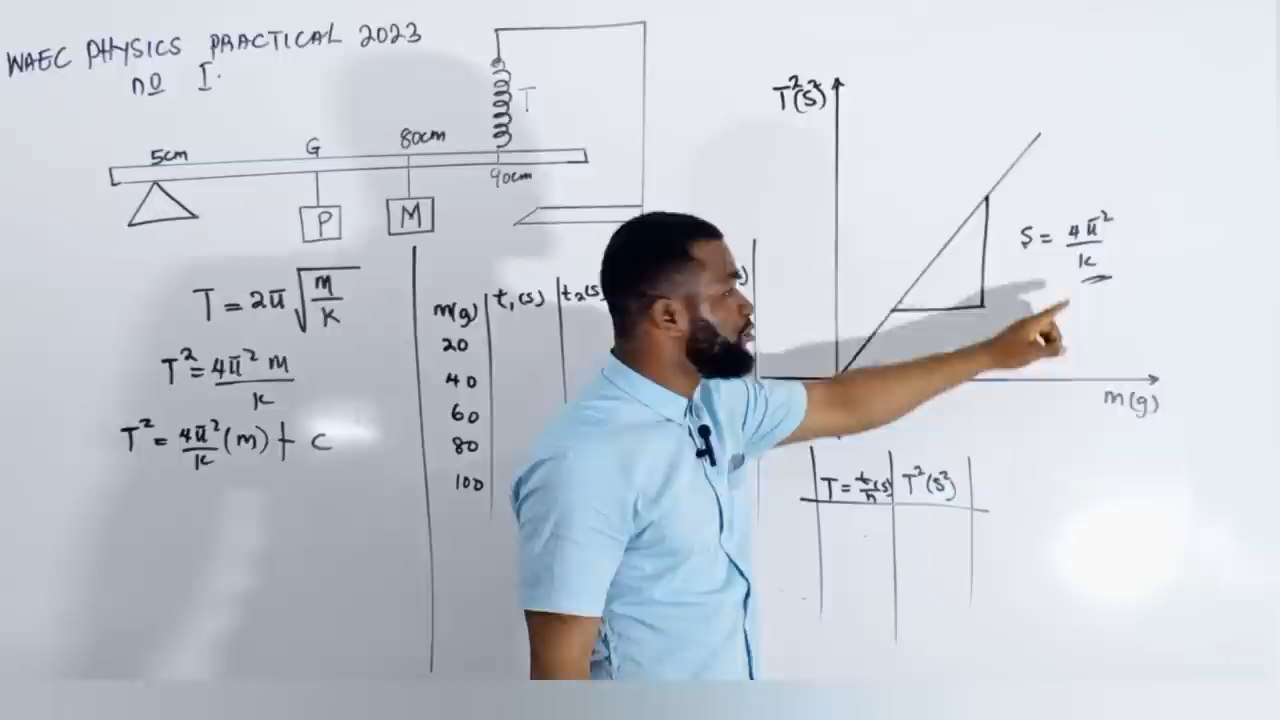 WAEC PHYSICS PRACTICAL 2023
no I.
T
5cm
G
80cm
90cm
P
M
T = 2π√(m/k)
T² = 4π² m / k
T² = 4π²/k (m) + C
m(g) t₁(s) t₂(s
20
40
60
80
100
T²(S²)
S = 4π²/k
m(g)
T = t/n (s) T²(S²)